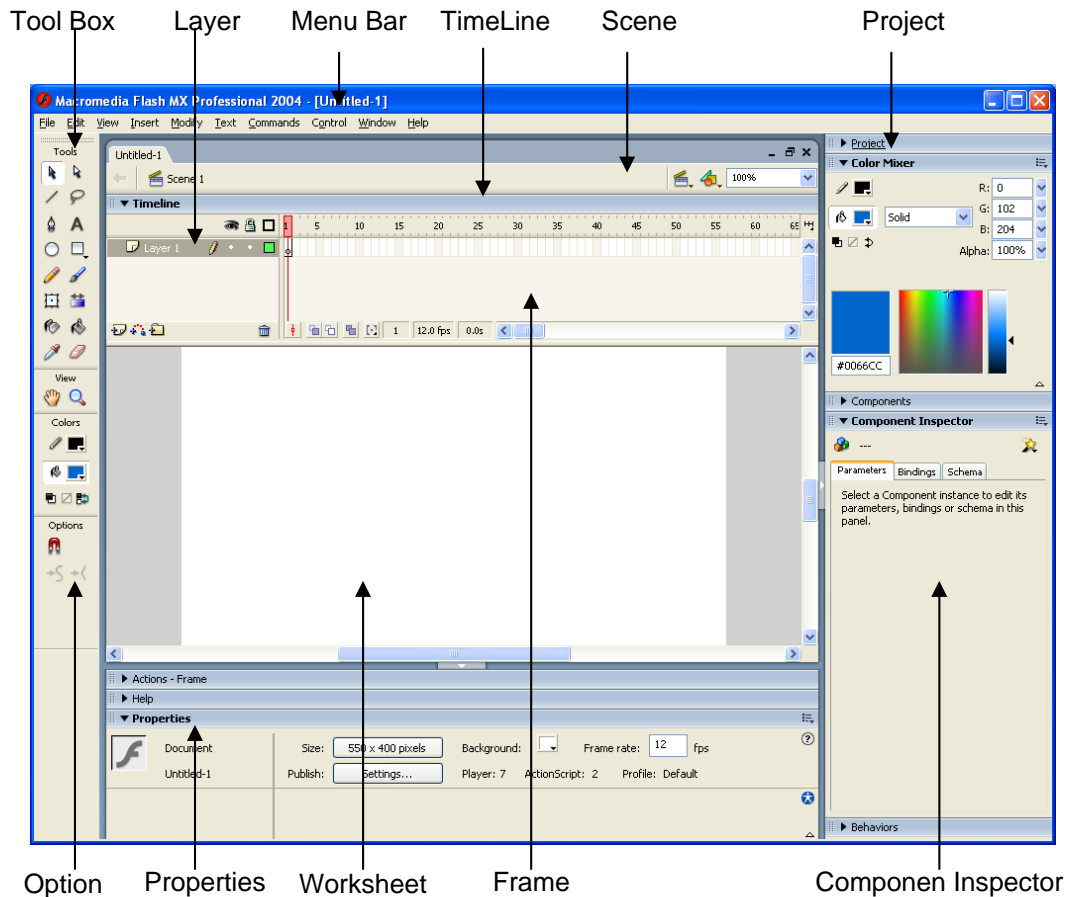 Tool Box Layer Menu Bar TimeLine Scene Project
Macromedia Flash MX Professional 2004 - [Untitled-1]
File Edit View Insert Modify Text Commands Control Window Help
Tools
Untitled-1
Scene 1
100%
Timeline
1 5 10 15 20 25 30 35 40 45 50 55 60 65
Layer 1
1 12.0 fps 0.0s
View
Colors
Options
Project
Color Mixer
R: 0
Solid
G: 102
B: 204
Alpha: 100%
#0066CC
Components
Component Inspector
---
Parameters Bindings Schema
Select a Component instance to edit its
parameters, bindings or schema in this
panel.
Behaviors
Actions - Frame
Help
Properties
Document Size: 550 x 400 pixels Background: Frame rate: 12 fps
Untitled-1 Publish: Settings... Player: 7 ActionScript: 2 Profile: Default
Option Properties Worksheet Frame Componen Inspector